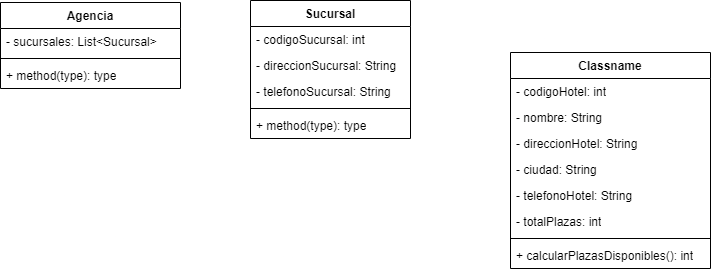 Agencia
- sucursales: List<Sucursal>
+ method(type): type
Sucursal
- codigoSucursal: int
- direccionSucursal: String
- telefonoSucursal: String
+ method(type): type
Classname
- codigoHotel: int
- nombre: String
- direccionHotel: String
- ciudad: String
- telefonoHotel: String
- totalPlazas: int
+ calcularPlazasDisponibles(): int